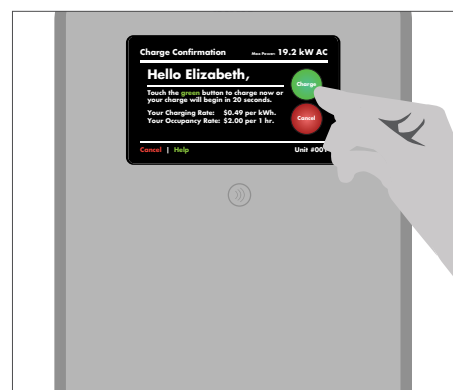 Charge Confirmation Max Power: 19.2 kW AC
Hello Elizabeth,
Touch the green button to charge now or
your charge will begin in 20 seconds.
Your Charging Rate: $0.49 per kWh.
Your Occupancy Rate: $2.00 per 1 hr.
Charge
Cancel
Cancel | Help Unit #001